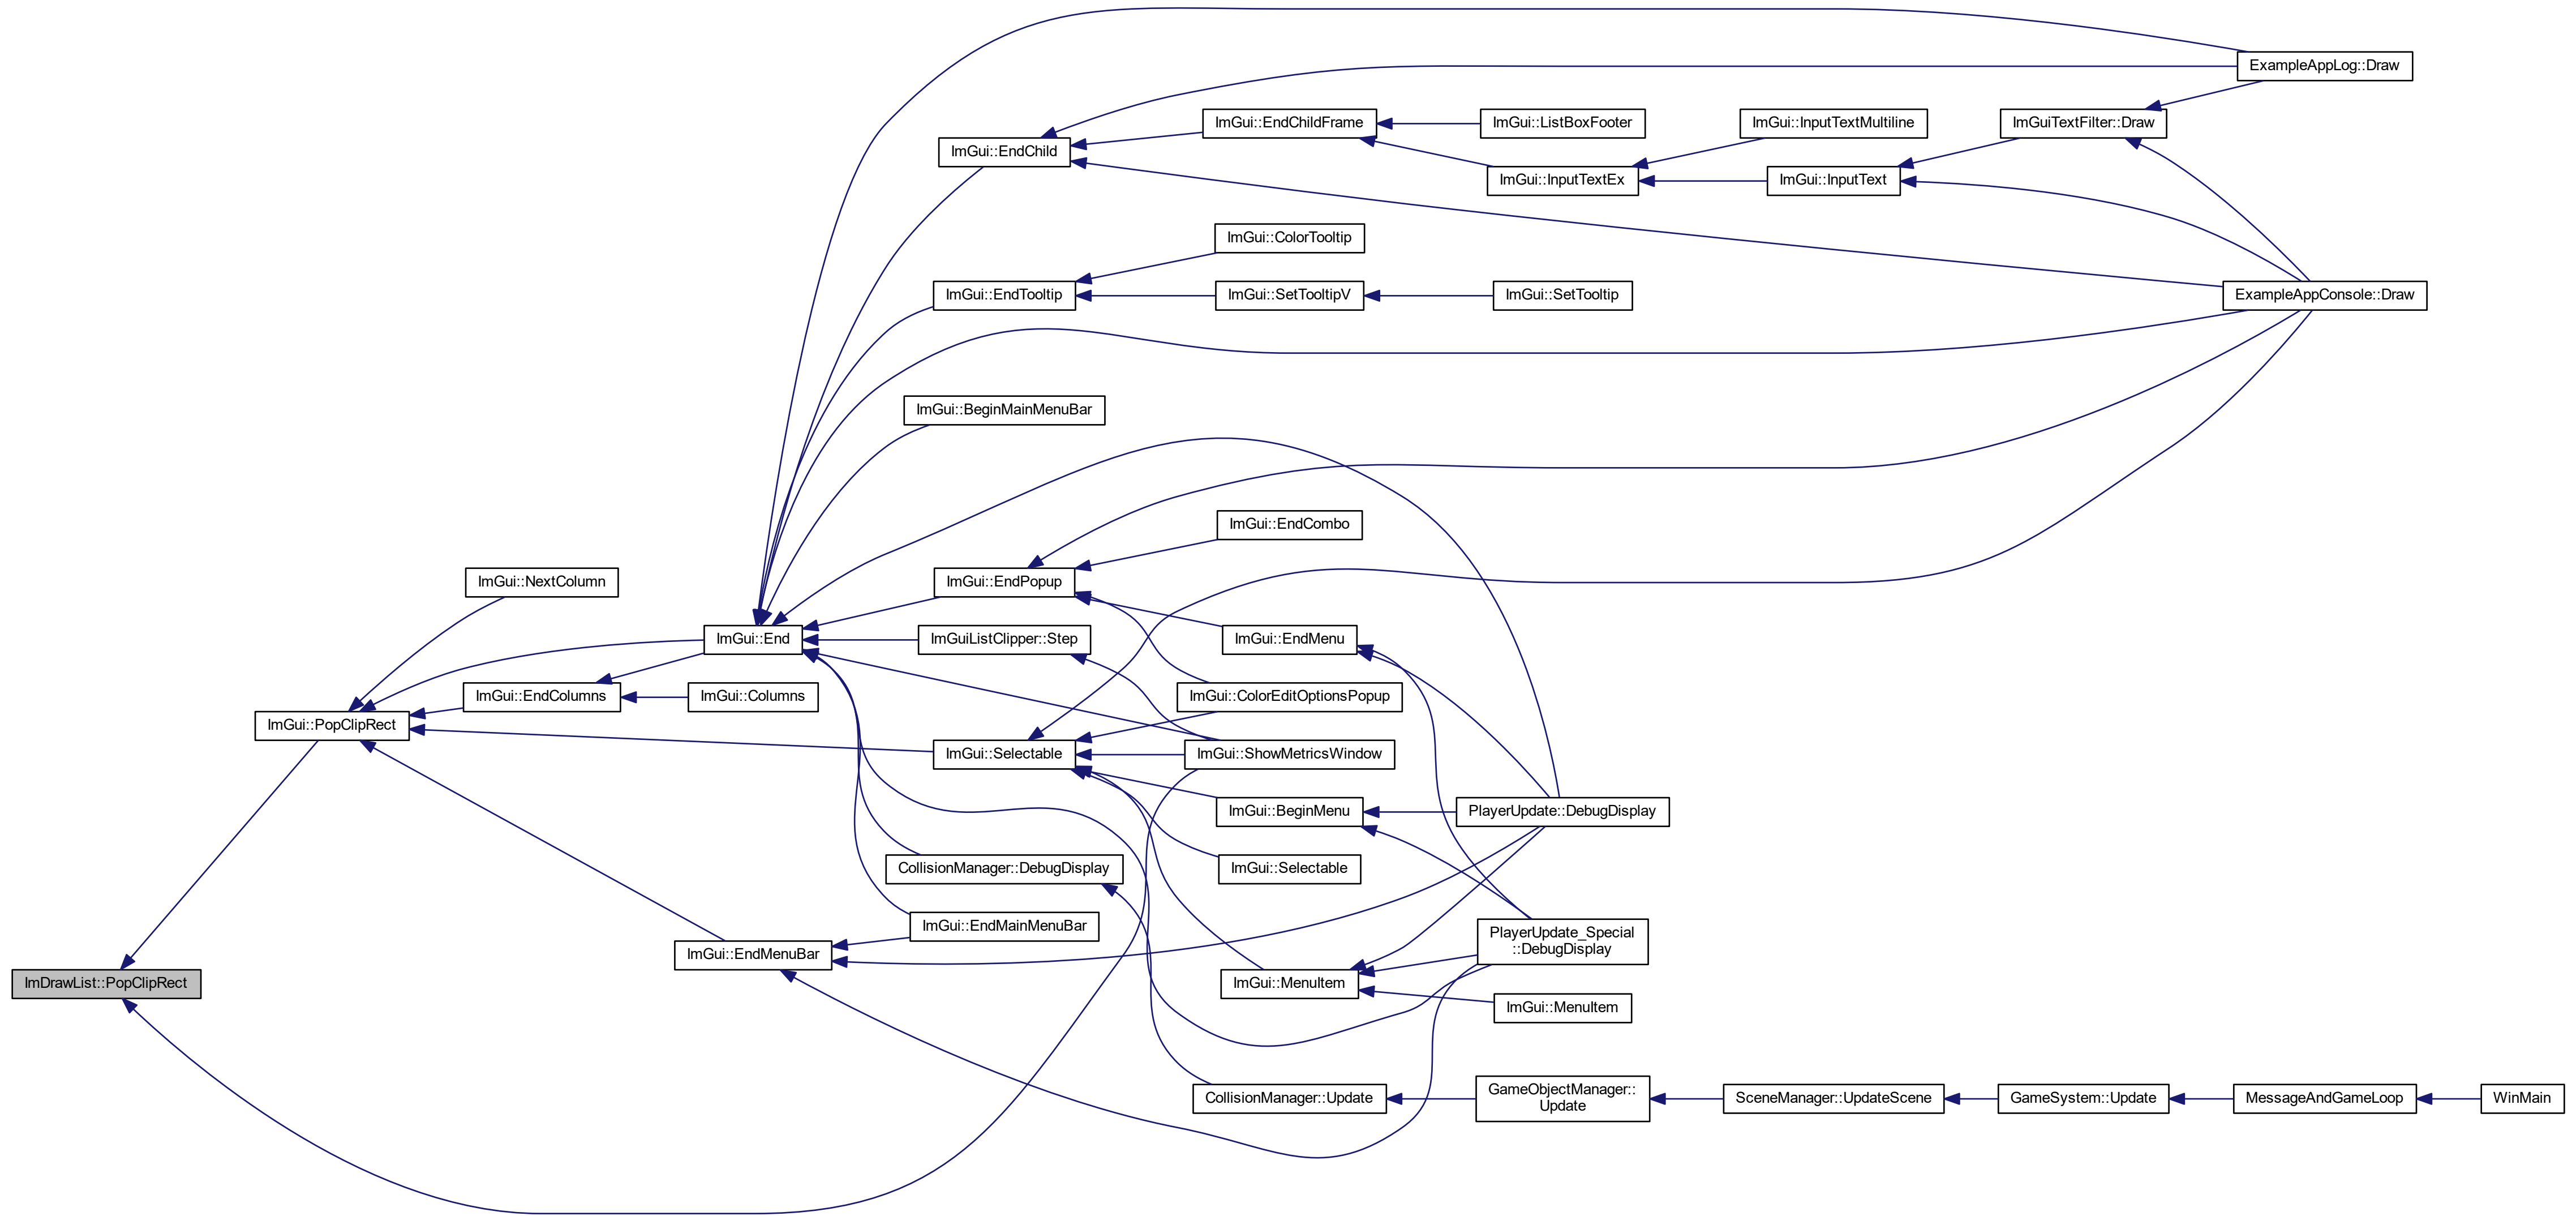 ExampleAppLog::Draw
ImGui::EndChildFrame
ImGui::ListBoxFooter
ImGui::InputTextMultiline
ImGuiTextFilter::Draw
ImGui::EndChild
ImGui::InputTextEx
ImGui::InputText
ImGui::ColorTooltip
ImGui::EndTooltip
ImGui::SetTooltipV
ImGui::SetTooltip
ExampleAppConsole::Draw
ImGui::BeginMainMenuBar
ImGui::EndCombo
ImGui::NextColumn
ImGui::EndPopup
ImGui::End
ImGuiListClipper::Step
ImGui::EndMenu
ImGui::EndColumns
ImGui::Columns
ImGui::ColorEditOptionsPopup
ImGui::PopClipRect
ImGui::Selectable
ImGui::ShowMetricsWindow
ImGui::BeginMenu
PlayerUpdate::DebugDisplay
CollisionManager::DebugDisplay
ImGui::Selectable
ImGui::EndMainMenuBar
PlayerUpdate_Special
::DebugDisplay
ImGui::EndMenuBar
ImDrawList::PopClipRect
ImGui::MenuItem
ImGui::MenuItem
CollisionManager::Update
GameObjectManager::
Update
SceneManager::UpdateScene
GameSystem::Update
MessageAndGameLoop
WinMain